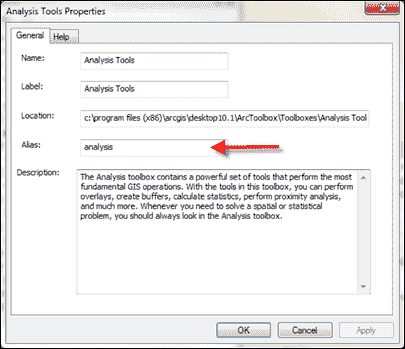 Analysis Tools Properties
General Help
Name: Analysis Tools
Label: Analysis Tools
Location: c:\program files (x86)\arcgis\desktop10.1\ArcToolbox\Toolboxes\Analysis Tool
Alias: analysis
Description: The Analysis toolbox contains a powerful set of tools that perform the most
fundamental GIS operations. With the tools in this toolbox, you can perform
overlays, create buffers, calculate statistics, perform proximity analysis,
and much more. Whenever you need to solve a spatial or statistical
problem, you should always look in the Analysis toolbox.
OK Cancel Apply